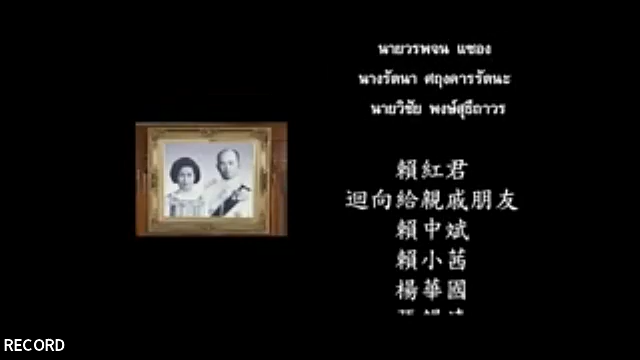 นายวรพจน์ แซ่อง
นางรัตนา ศฤงคารรัตนะ
นายวิชัย พงษ์สุธีถาวร
賴紅君
迴向給親戚朋友
賴中斌
賴小茜
楊華國
RECORD